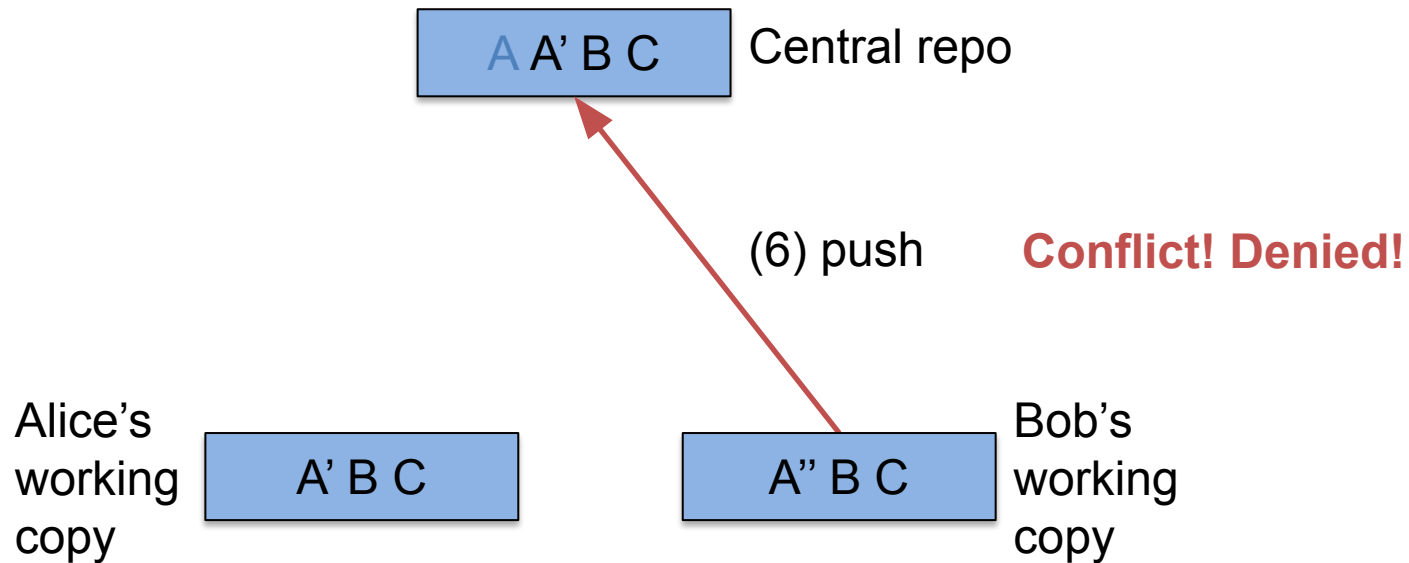 A A’ B C
Central repo
(6) push
Conflict! Denied!
Alice’s
working
copy
A’ B C
A’’ B C
Bob’s
working
copy